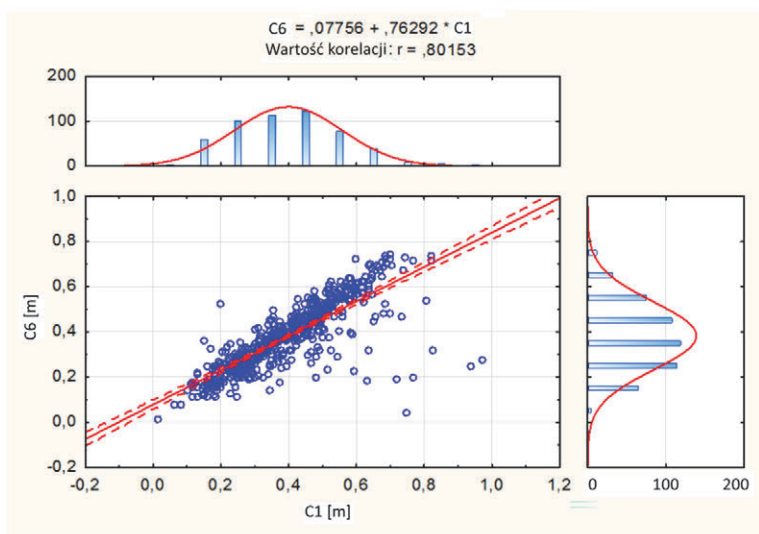 C6 = ,07756 + ,76292 * C1
Wartość korelacji: r = ,80153
200
100
0
1,0
0,8
0,6
0,4
0,2
0,0
-0,2
C6 [m]
-0,2 0,0 0,2 0,4 0,6 0,8 1,0 1,2
C1 [m]
0 100 200